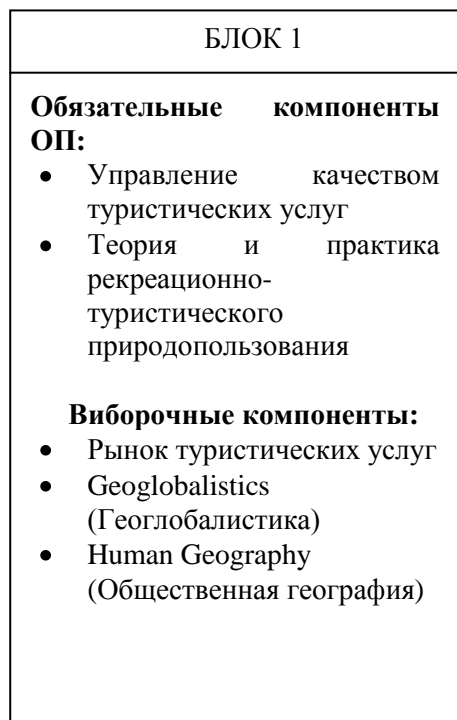 БЛОК 1
Обязательные компоненты
ОП:
• Управление качеством
туристических услуг
• Теория и практика
рекреационно-
туристического
природопользования
Виборочные компоненты:
• Рынок туристических услуг
• Geoglobalistics
(Геоглобалистика)
• Human Geography
(Общественная география)